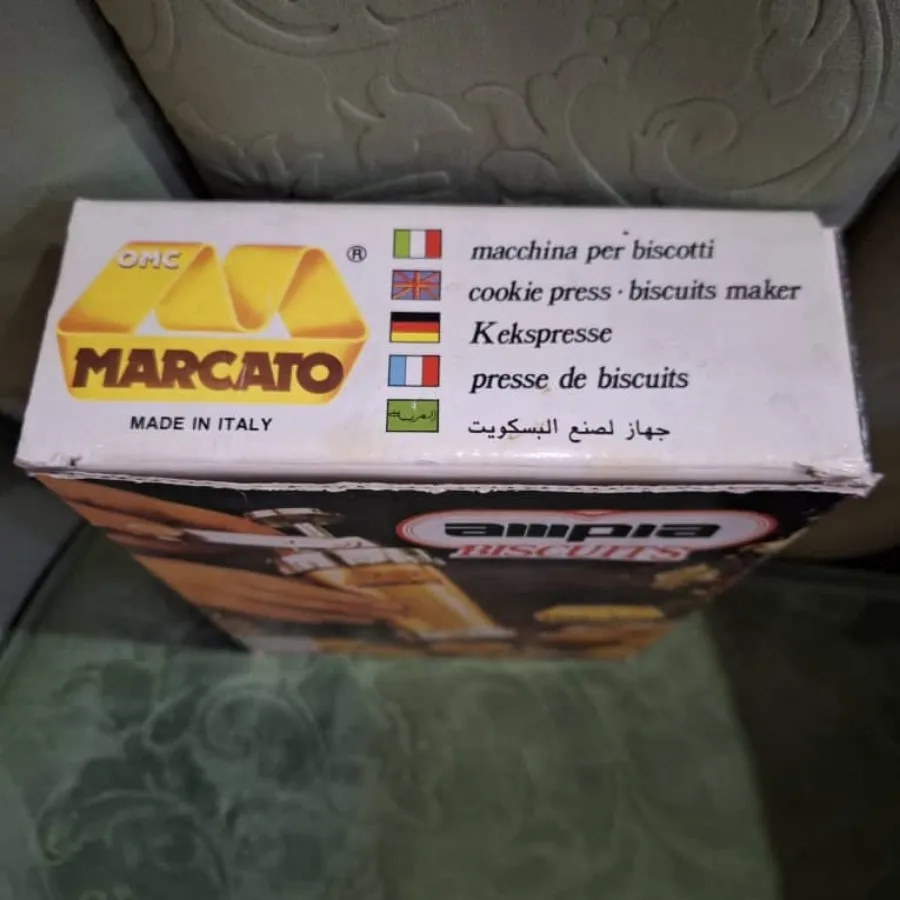 OMC
®
MARCATO
MADE IN ITALY
macchina per biscotti
cookie press · biscuits maker
Kekspresse
presse de biscuits
العربية
جهاز لصنع البسكويت
ampia
BISCUITS